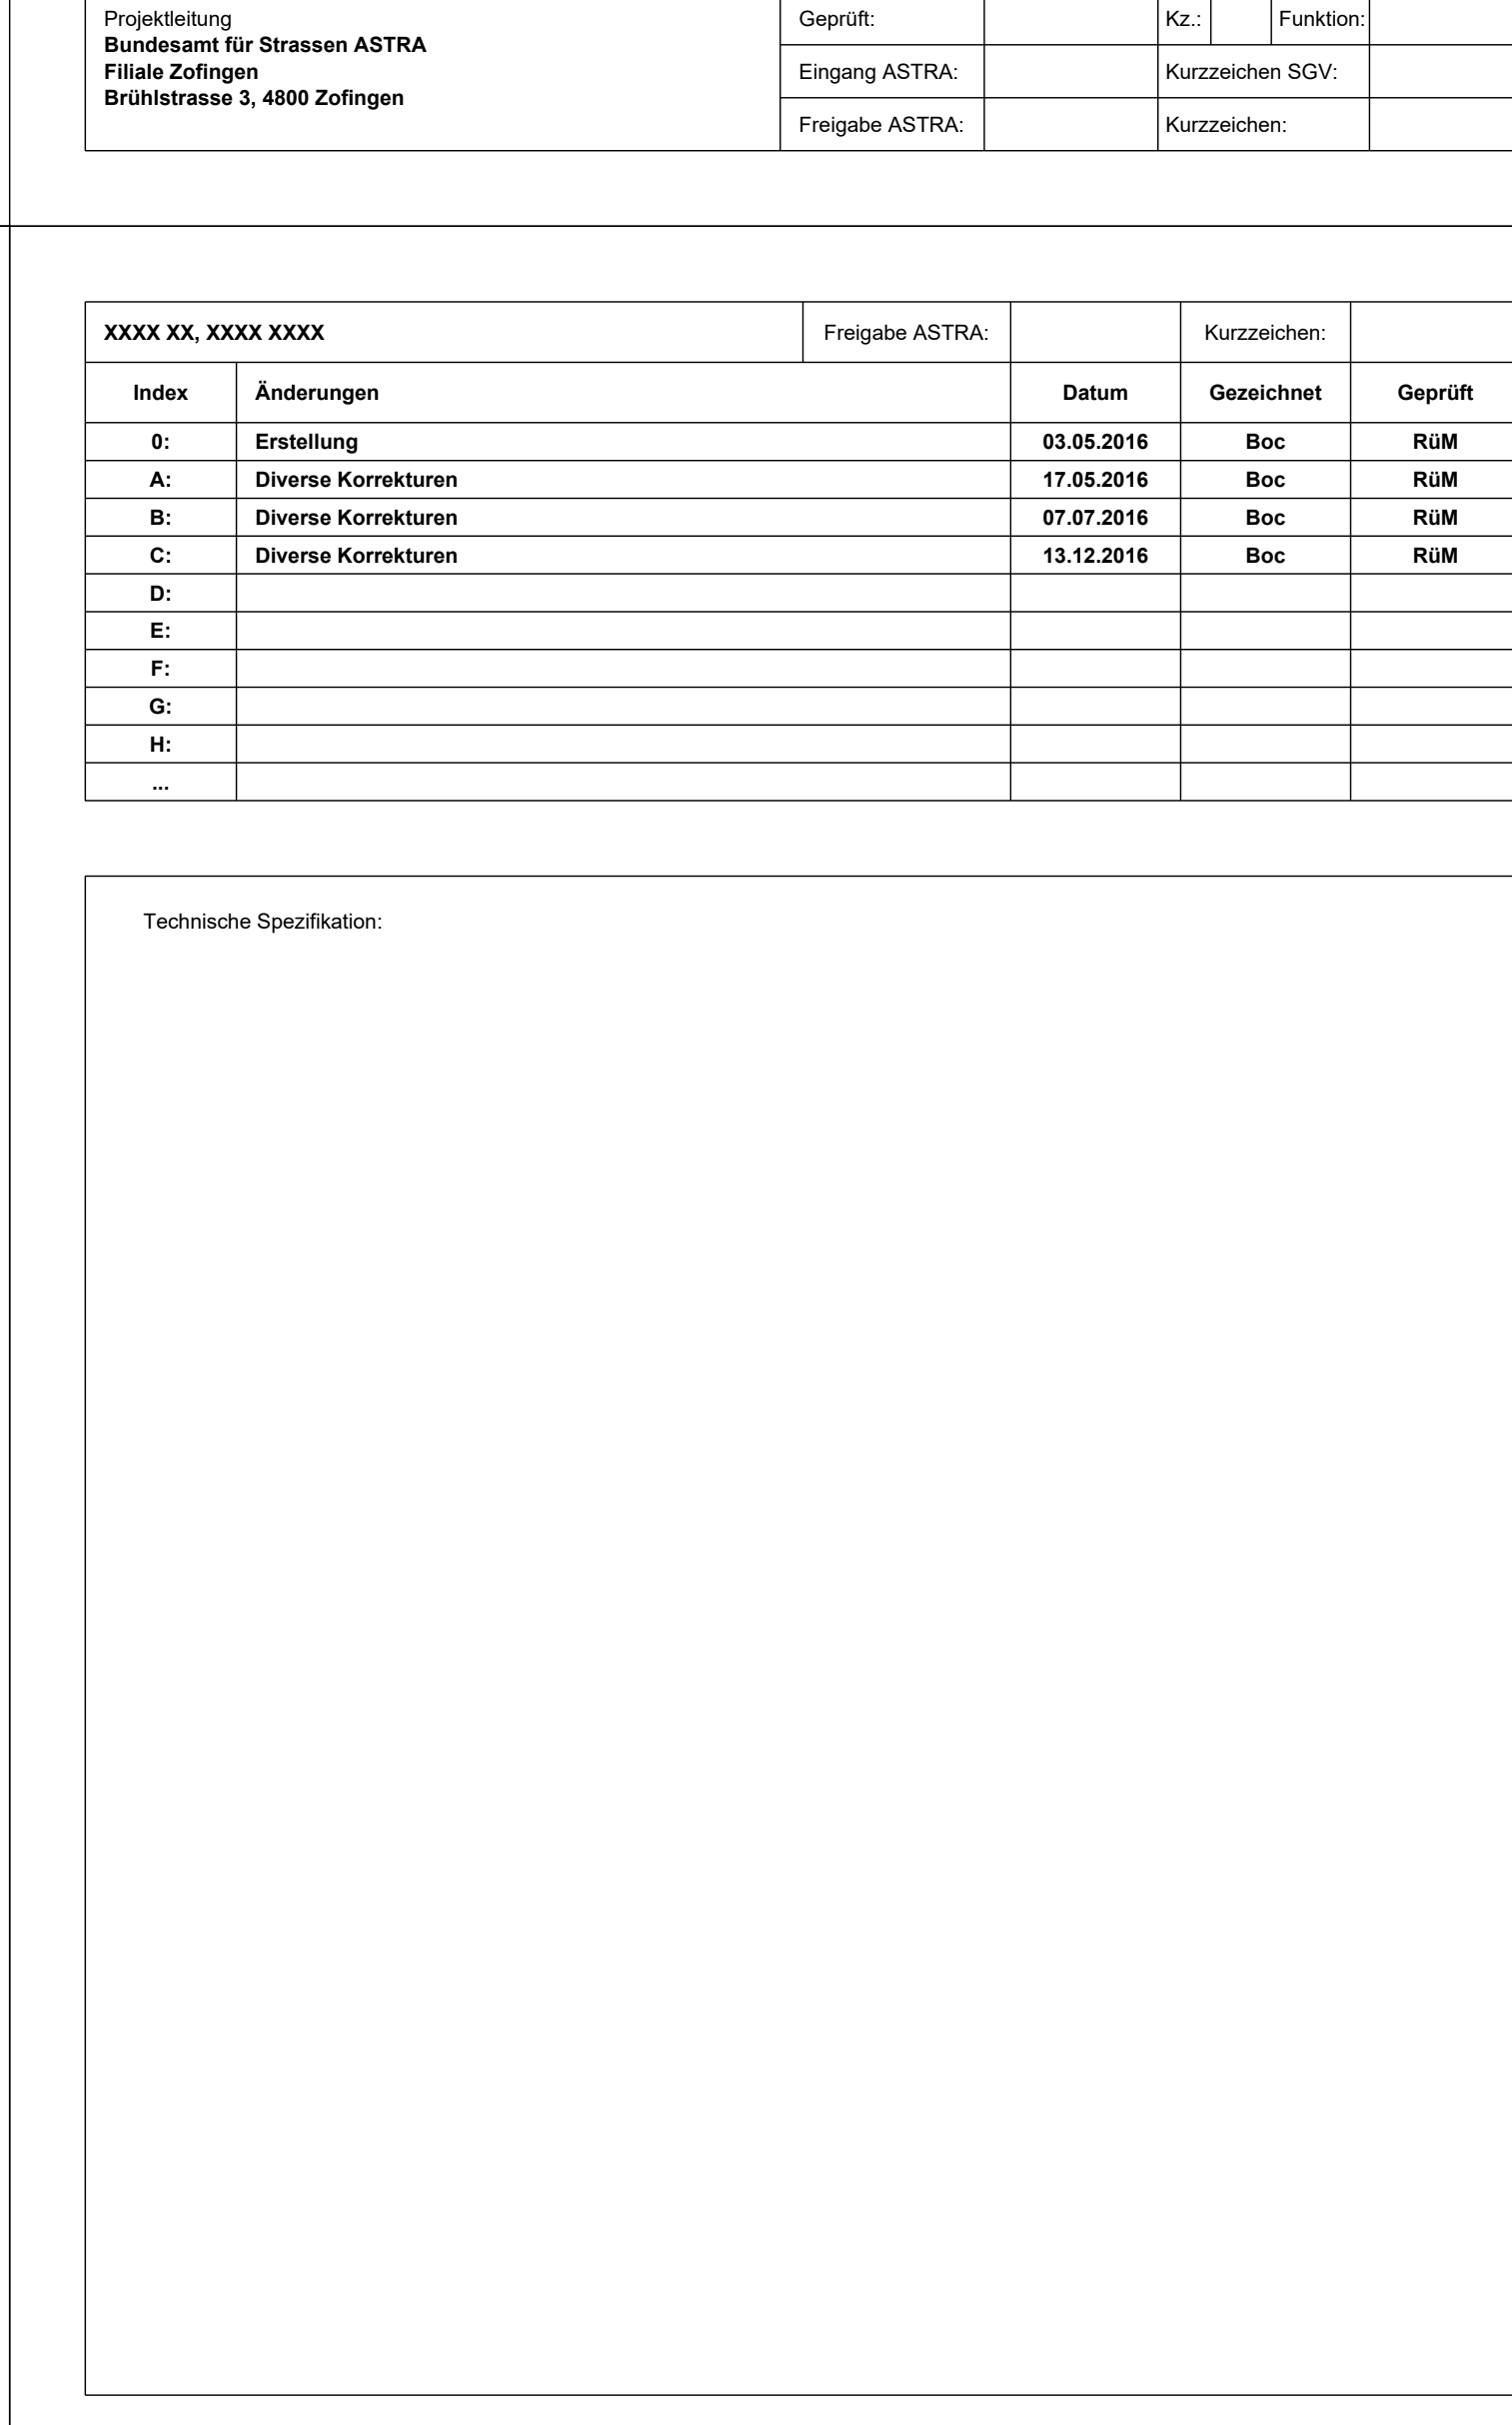 Projektleitung
Bundesamt für Strassen ASTRA
Filiale Zofingen
Brühlstrasse 3, 4800 Zofingen
Geprüft: Kz.: Funktion:
Eingang ASTRA: Kurzzeichen SGV:
Freigabe ASTRA: Kurzzeichen:
XXXX XX, XXXX XXXX Freigabe ASTRA: Kurzzeichen:
Index Änderungen Datum Gezeichnet Geprüft
0: Erstellung 03.05.2016 Boc RüM
A: Diverse Korrekturen 17.05.2016 Boc RüM
B: Diverse Korrekturen 07.07.2016 Boc RüM
C: Diverse Korrekturen 13.12.2016 Boc RüM
D:
E:
F:
G:
H:
...
Technische Spezifikation: